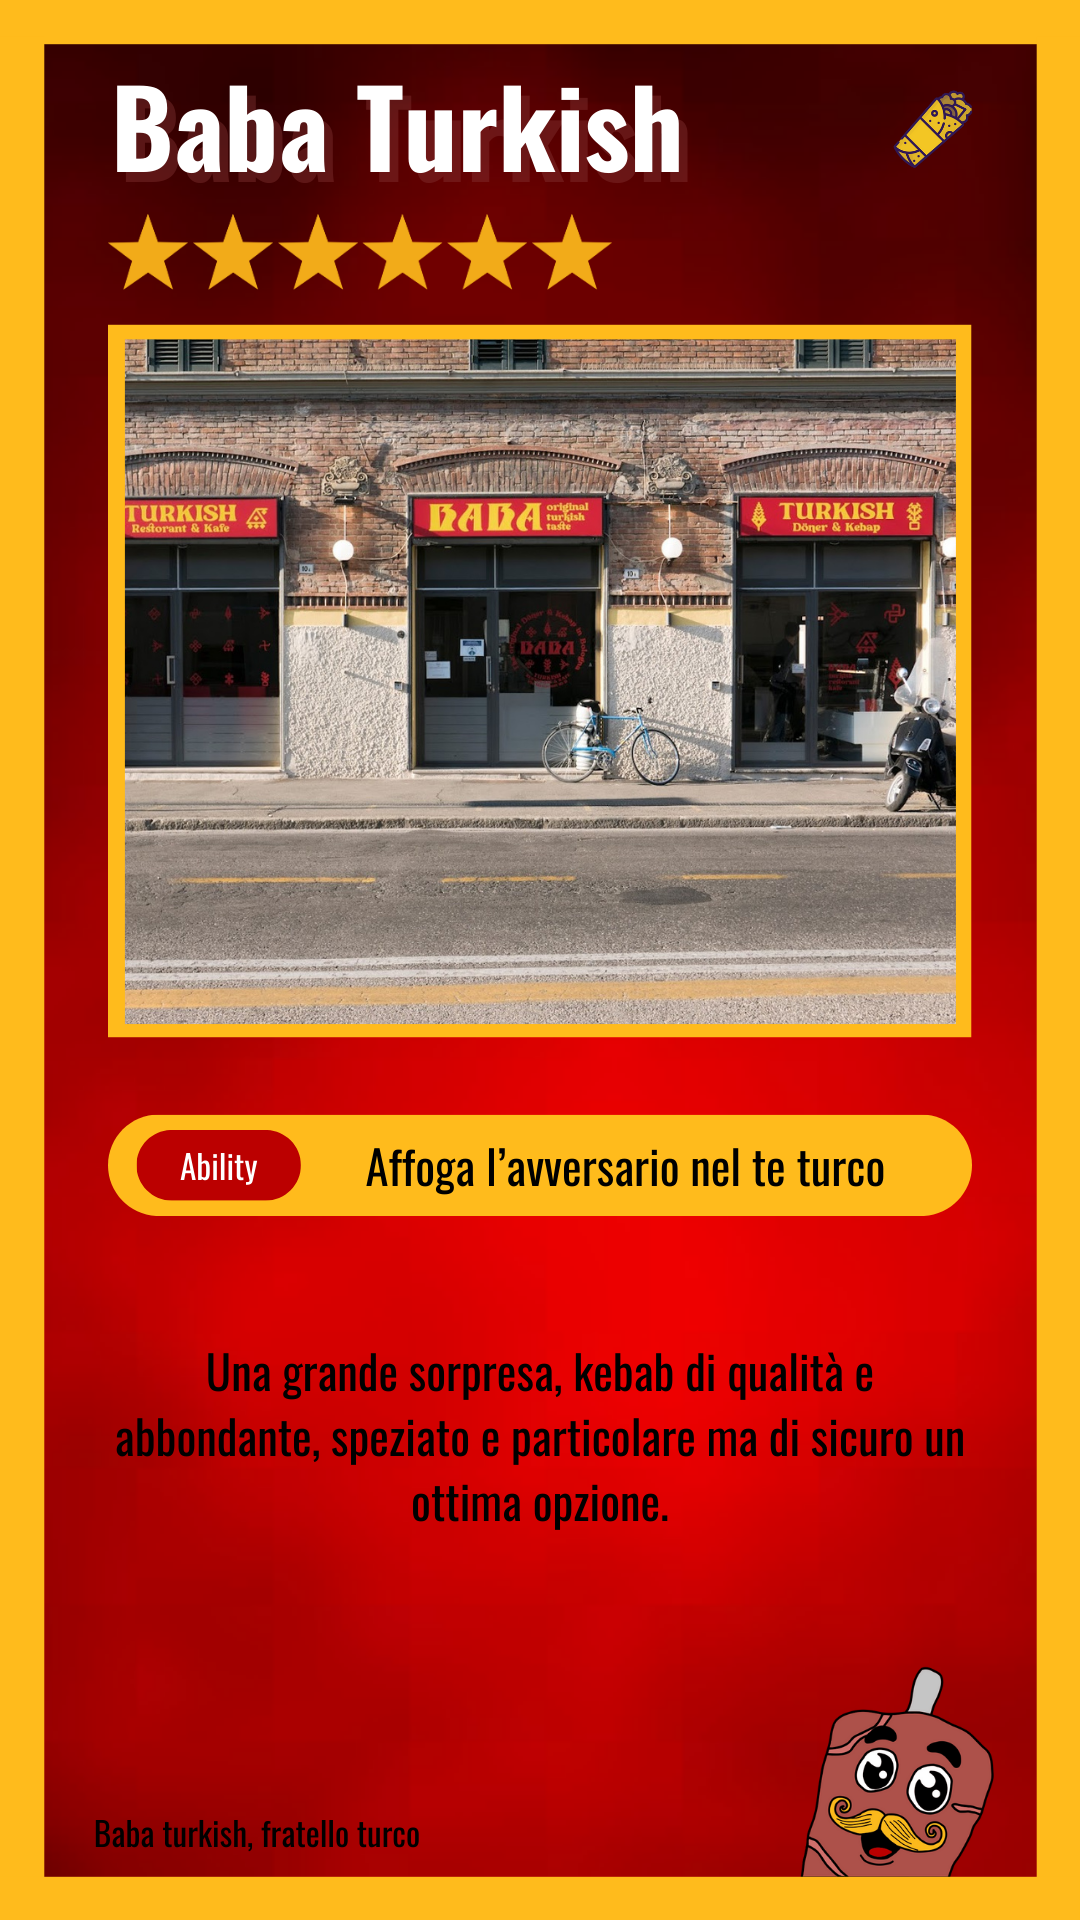 Baba Turkish
TURKISH
Restorant & Kafe
BABA
original
turkish
taste
TURKISH
Döner & Kebap
BABA
Ability
Affoga l’avversario nel te turco
Una grande sorpresa, kebab di qualità e
abbondante, speziato e particolare ma di sicuro un
ottima opzione.
Baba turkish, fratello turco